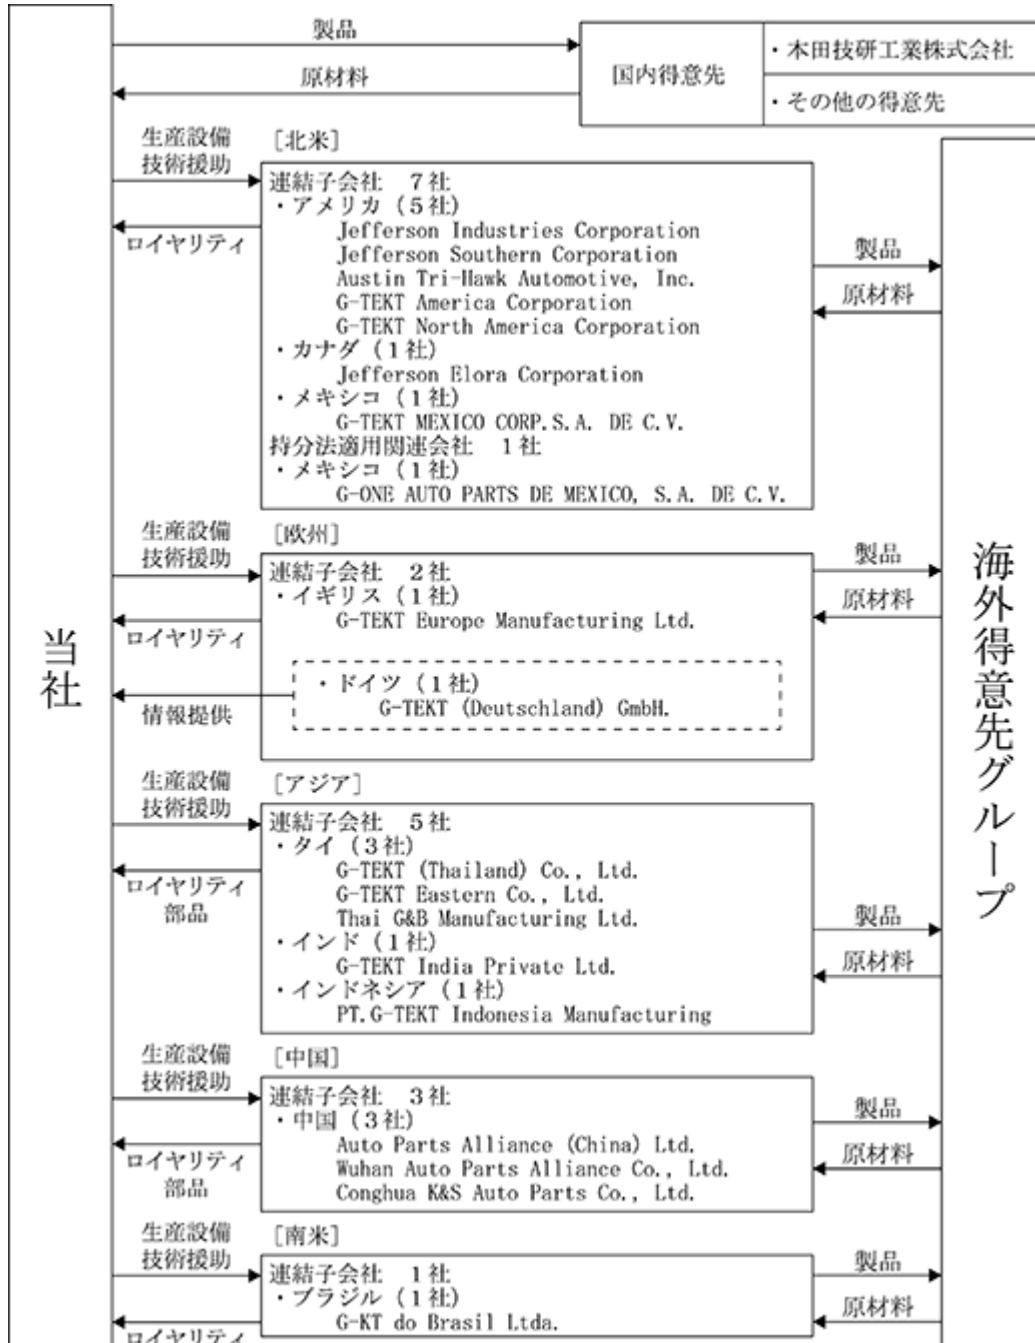 製品
原材料
国内得意先
・本田技研工業株式会社
・その他の得意先
当社
海外得意先グループ
[北米]
生産設備
技術援助
ロイヤリティ
連結子会社 7社
・アメリカ(5社)
Jefferson Industries Corporation
Jefferson Southern Corporation
Austin Tri-Hawk Automotive, Inc.
G-TEKT America Corporation
G-TEKT North America Corporation
・カナダ(1社)
Jefferson Elora Corporation
・メキシコ(1社)
G-TEKT MEXICO CORP.S.A. DE C.V.
持分法適用関連会社 1社
・メキシコ(1社)
G-ONE AUTO PARTS DE MEXICO, S.A. DE C.V.
製品
原材料
[欧州]
生産設備
技術援助
ロイヤリティ
情報提供
連結子会社 2社
・イギリス(1社)
G-TEKT Europe Manufacturing Ltd.
・ドイツ(1社)
G-TEKT (Deutschland) GmbH.
製品
原材料
[アジア]
生産設備
技術援助
ロイヤリティ
部品
連結子会社 5社
・タイ(3社)
G-TEKT (Thailand) Co., Ltd.
G-TEKT Eastern Co., Ltd.
Thai G&B Manufacturing Ltd.
・インド(1社)
G-TEKT India Private Ltd.
・インドネシア(1社)
PT.G-TEKT Indonesia Manufacturing
製品
原材料
[中国]
生産設備
技術援助
ロイヤリティ
部品
連結子会社 3社
・中国(3社)
Auto Parts Alliance (China) Ltd.
Wuhan Auto Parts Alliance Co., Ltd.
Conghua K&S Auto Parts Co., Ltd.
製品
原材料
[南米]
生産設備
技術援助
ロイヤリティ
連結子会社 1社
・ブラジル(1社)
G-KT do Brasil Ltda.
製品
原材料